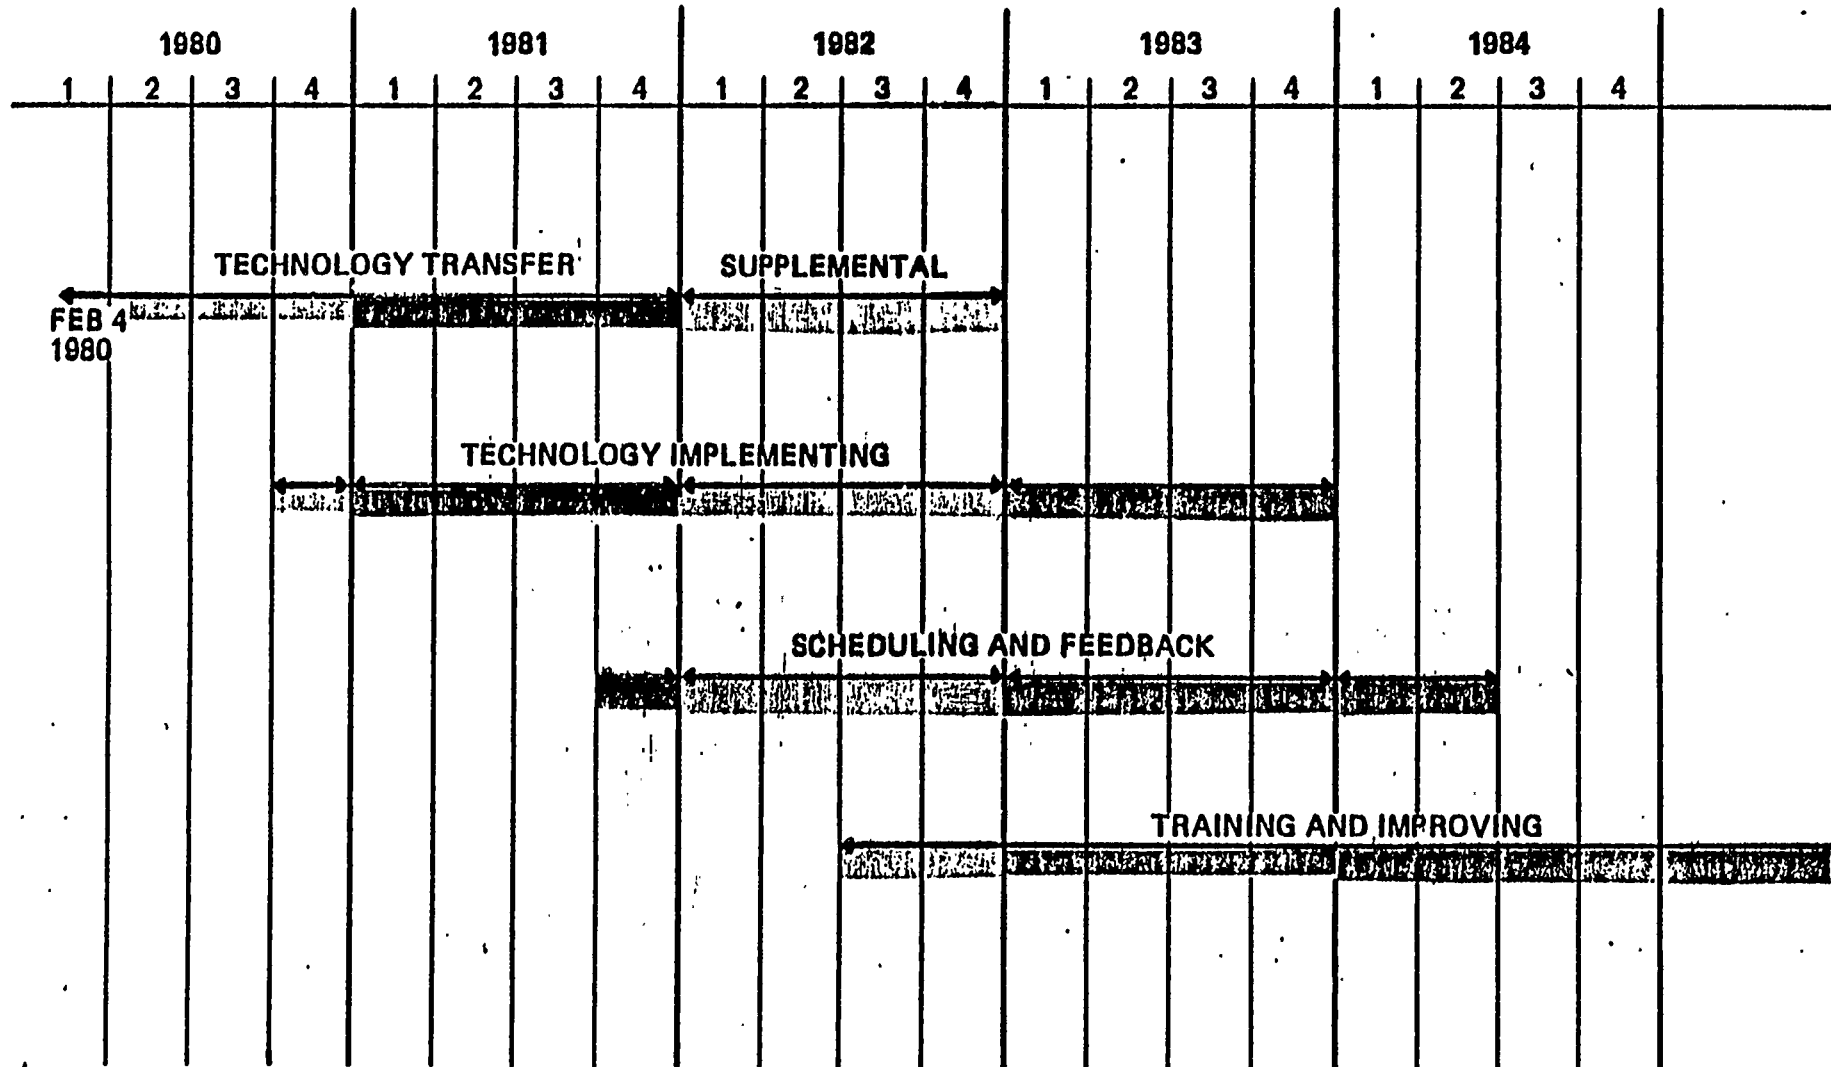 1980 1981 1982 1983 1984
1 2 3 4 1 2 3 4 1 2 3 4 1 2 3 4 1 2 3 4
TECHNOLOGY TRANSFER SUPPLEMENTAL
FEB 4
1980
TECHNOLOGY IMPLEMENTING
SCHEDULING AND FEEDBACK
TRAINING AND IMPROVING